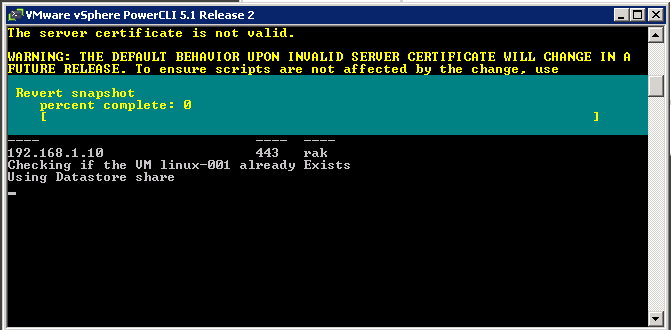 VMware vSphere PowerCLI 5.1 Release 2
The server certificate is not valid.
WARNING: THE DEFAULT BEHAVIOR UPON INVALID SERVER CERTIFICATE WILL CHANGE IN A
FUTURE RELEASE. To ensure scripts are not affected by the change, use
Revert snapshot
percent complete: 0
[ ]
---- ---- ----
192.168.1.10 443 rak
Checking if the VM linux-001 already Exists
Using Datastore share